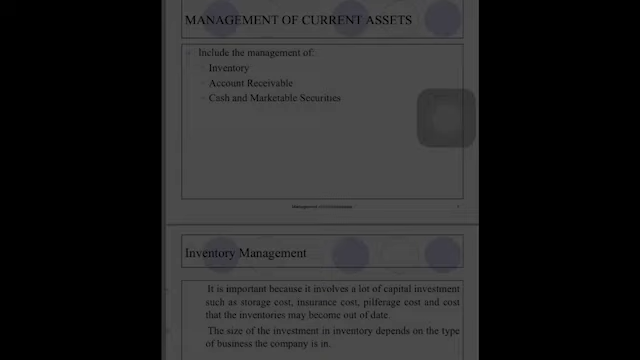 MANAGEMENT OF CURRENT ASSETS
Include the management of:
Inventory
Account Receivable
Cash and Marketable Securities
Inventory Management
It is important because it involves a lot of capital investment
such as storage cost, insurance cost, pilferage cost and cost
that the inventories may become out of date.
The size of the investment in inventory depends on the type
of business the company is in.